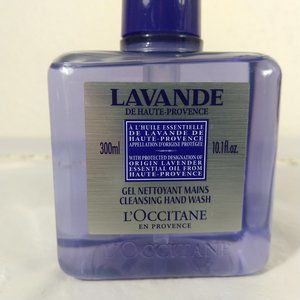 LAVANDE
DE HAUTE-PROVENCE
À L'HUILE ESSENTIELLE
DE LAVANDE DE
HAUTE-PROVENCE
APPELLATION D'ORIGINE PROTÉGÉE
300ml 10.1fl.oz.
WITH PROTECTED DESIGNATION OF
ORIGIN LAVENDER
ESSENTIAL OIL FROM
HAUTE-PROVENCE
GEL NETTOYANT MAINS
CLEANSING HAND WASH
L'OCCITANE
EN PROVENCE
L'OCCITANE